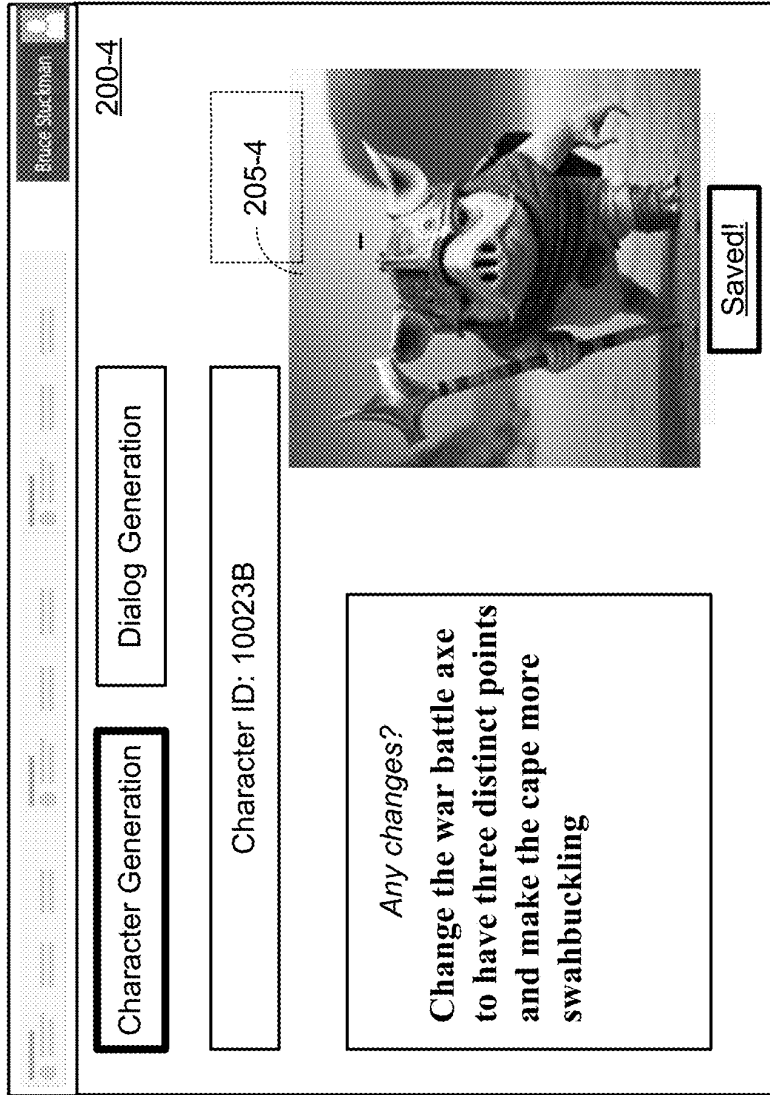 Bruce Stuckman
200-4
Character Generation
Dialog Generation
Character ID: 10023B
205-4
Any changes?
Change the war battle axe
to have three distinct points
and make the cape more
swahbuckling
Saved!